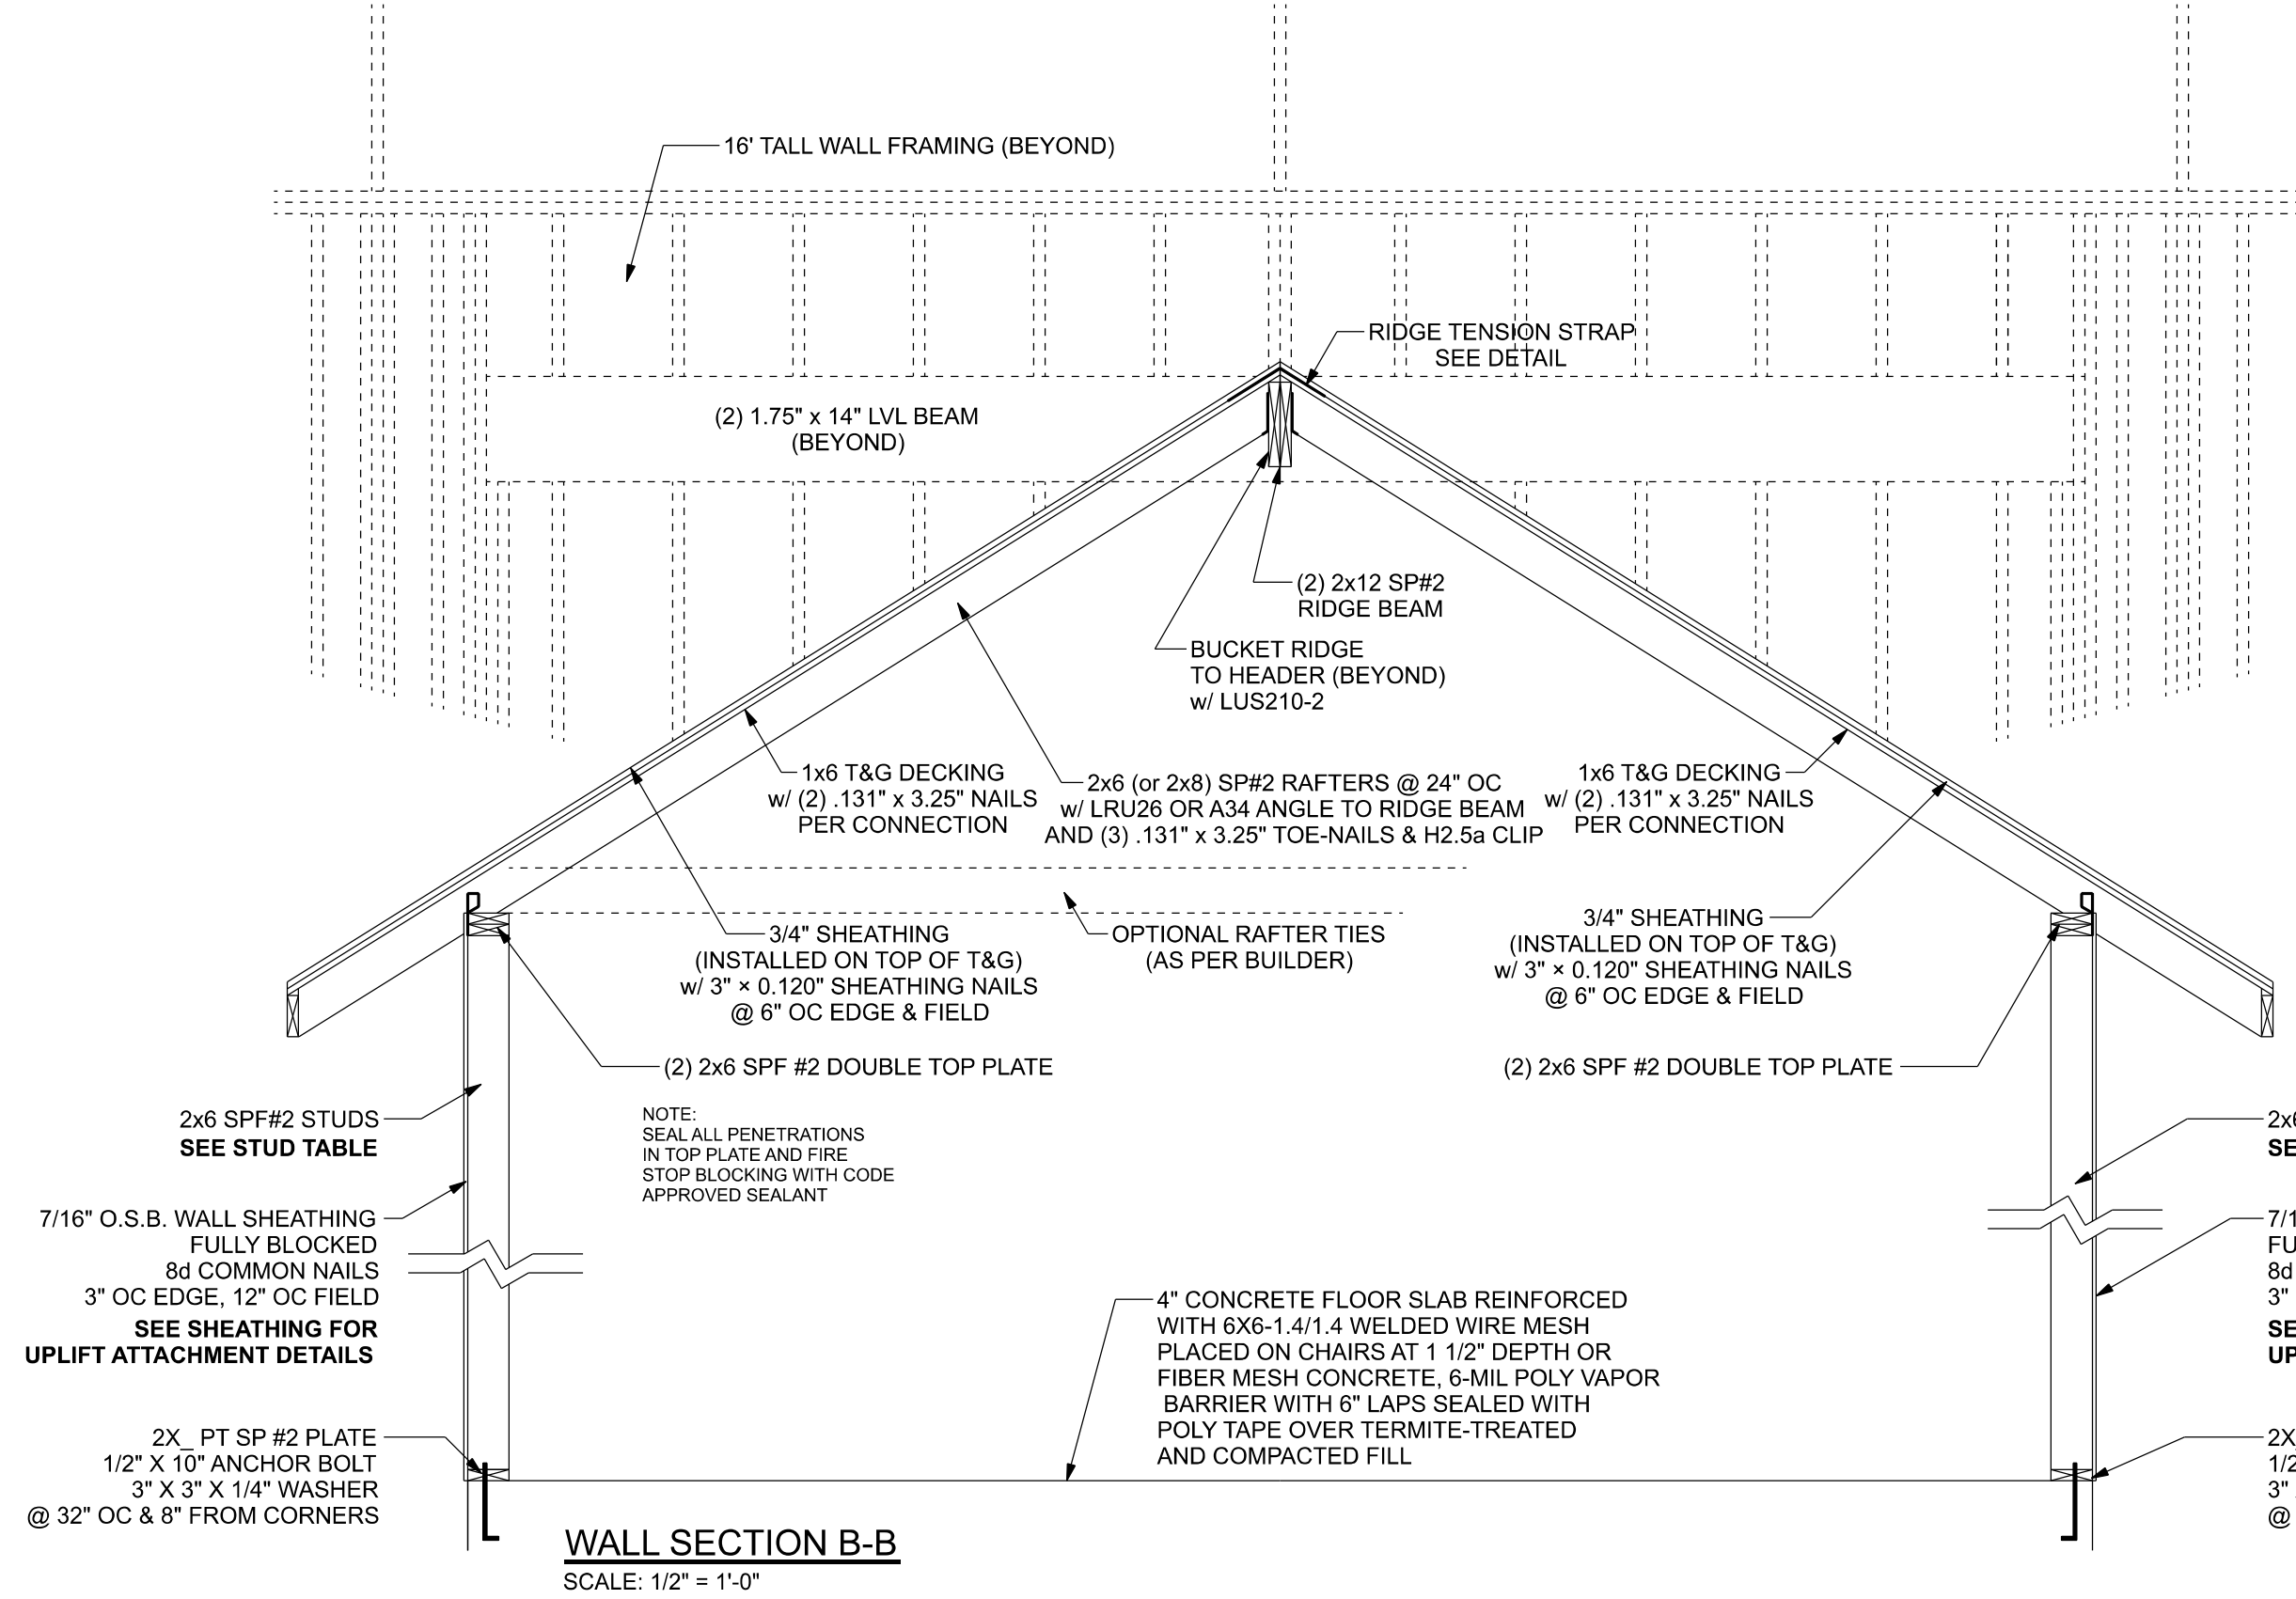 16' TALL WALL FRAMING (BEYOND)
RIDGE TENSION STRAP
SEE DETAIL
(2) 1.75" x 14" LVL BEAM
(BEYOND)
(2) 2x12 SP#2
RIDGE BEAM
BUCKET RIDGE
TO HEADER (BEYOND)
w/ LUS210-2
1x6 T&G DECKING
w/ (2) .131" x 3.25" NAILS
PER CONNECTION
2x6 (or 2x8) SP#2 RAFTERS @ 24" OC
w/ LRU26 OR A34 ANGLE TO RIDGE BEAM
AND (3) .131" x 3.25" TOE-NAILS & H2.5a CLIP
1x6 T&G DECKING
w/ (2) .131" x 3.25" NAILS
PER CONNECTION
3/4" SHEATHING
(INSTALLED ON TOP OF T&G)
w/ 3" × 0.120" SHEATHING NAILS
@ 6" OC EDGE & FIELD
OPTIONAL RAFTER TIES
(AS PER BUILDER)
3/4" SHEATHING
(INSTALLED ON TOP OF T&G)
w/ 3" × 0.120" SHEATHING NAILS
@ 6" OC EDGE & FIELD
(2) 2x6 SPF #2 DOUBLE TOP PLATE
(2) 2x6 SPF #2 DOUBLE TOP PLATE
NOTE:
SEAL ALL PENETRATIONS
IN TOP PLATE AND FIRE
STOP BLOCKING WITH CODE
APPROVED SEALANT
2x6 SPF#2 STUDS
SEE STUD TABLE
7/16" O.S.B. WALL SHEATHING
FULLY BLOCKED
8d COMMON NAILS
3" OC EDGE, 12" OC FIELD
SEE SHEATHING FOR
UPLIFT ATTACHMENT DETAILS
2X_ PT SP #2 PLATE
1/2" X 10" ANCHOR BOLT
3" X 3" X 1/4" WASHER
@ 32" OC & 8" FROM CORNERS
4" CONCRETE FLOOR SLAB REINFORCED
WITH 6X6-1.4/1.4 WELDED WIRE MESH
PLACED ON CHAIRS AT 1 1/2" DEPTH OR
FIBER MESH CONCRETE, 6-MIL POLY VAPOR
BARRIER WITH 6" LAPS SEALED WITH
POLY TAPE OVER TERMITE-TREATED
AND COMPACTED FILL
8d
3"
@
WALL SECTION B-B
SCALE: 1/2" = 1'-0"